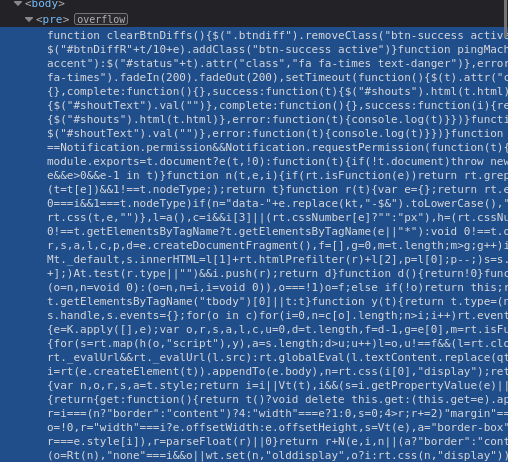 <body>
<pre> overflow
function clearBtnDiffs(){$(".btndiff").removeClass("btn-success activ
$("#btnDiffR"+t/10+e).addClass("btn-success active")}function pingMach
accent"):$("#status"+t).attr("class","fa fa-times text-danger")},error
fa-times").fadeIn(200).fadeOut(200),setTimeout(function(){$(t).attr("c
{},complete:function(){},success:function(t){$("#shouts").html(t.html)
{$("#shoutText").val("")},complete:function(){},success:function(i){re
{$("#shouts").html(t.html)},error:function(t){console.log(t)}})}functi
$("#shoutText").val("")},error:function(t){console.log(t)}})}function
==Notification.permission&&Notification.requestPermission(function(t){
module.exports=t.document?e(t,!0):function(t){if(!t.document)throw new
e&&e>0&&e-1 in t)}function n(t,e,i){if(rt.isFunction(e))return rt.grep
(t=t[e])&&1!==t.nodeType;);return t}function r(t){var e={};return rt.e
0===i&&1===t.nodeType)if(n="data-"+e.replace(kt,"-$&").toLowerCase(),"
rt.css(t,e,"")},l=a(),c=i&&i[3]||(rt.cssNumber[e]?"":"px"),h=(rt.cssNu
0!==t.getElementsByTagName?t.getElementsByTagName(e||"*"):void 0!==t.q
r,s,a,l,c,p,d=e.createDocumentFragment(),f=[],g=0,m=t.length;m>g;g++)i
Mt._default,s.innerHTML=l[1]+rt.htmlPrefilter(r)+l[2],p=l[0];p--;)s=s.
+];)At.test(r.type||"")&&i.push(r);return d}function d(){return!0}func
(o=n,n=void 0):(o=n,n=i,i=void 0)),o===!1)o=f;else if(!o)return this;r
t.getElementsByTagName("tbody")[0]||t:t}function y(t){return t.type=(n
s.handle,s.events={};for(o in c)for(i=0,n=c[o].length;n>i;i++)rt.event
{e=K.apply([],e);var o,r,s,a,l,c,u=0,d=t.length,f=d-1,g=e[0],m=rt.isFu
{for(s=rt.map(h(o,"script"),y),a=s.length,d>u;u++)l=o,u!==f&&(l=rt.clo
rt._evalUrl&&rt._evalUrl(l.src):rt.globalEval(l.textContent.replace(qt
i=rt(e.createElement(t)).appendTo(e.body),n=rt.css(i[0],"display");ret
{var n,o,r,s,a=t.style;return i=i||Vt(t),i&&(s=i.getPropertyValue(e)||
{return{get:function(){return t()?void delete this.get:(this.get=e).ap
r=i===(n?"border":"content")?4:"width"===e?1:0,s=0;4>r;r+=2)"margin"==
o=!0,r="width"===i?e.offsetWidth:e.offsetHeight,s=Vt(e),a="border-box"
r===e.style[i]),r=parseFloat(r)||0}return r+N(e,i,n||(a?"border":"cont
(o=Rt(n),"none"===i&&o||wt.set(n,"olddisplay",o?i:rt.css(n,"display"))